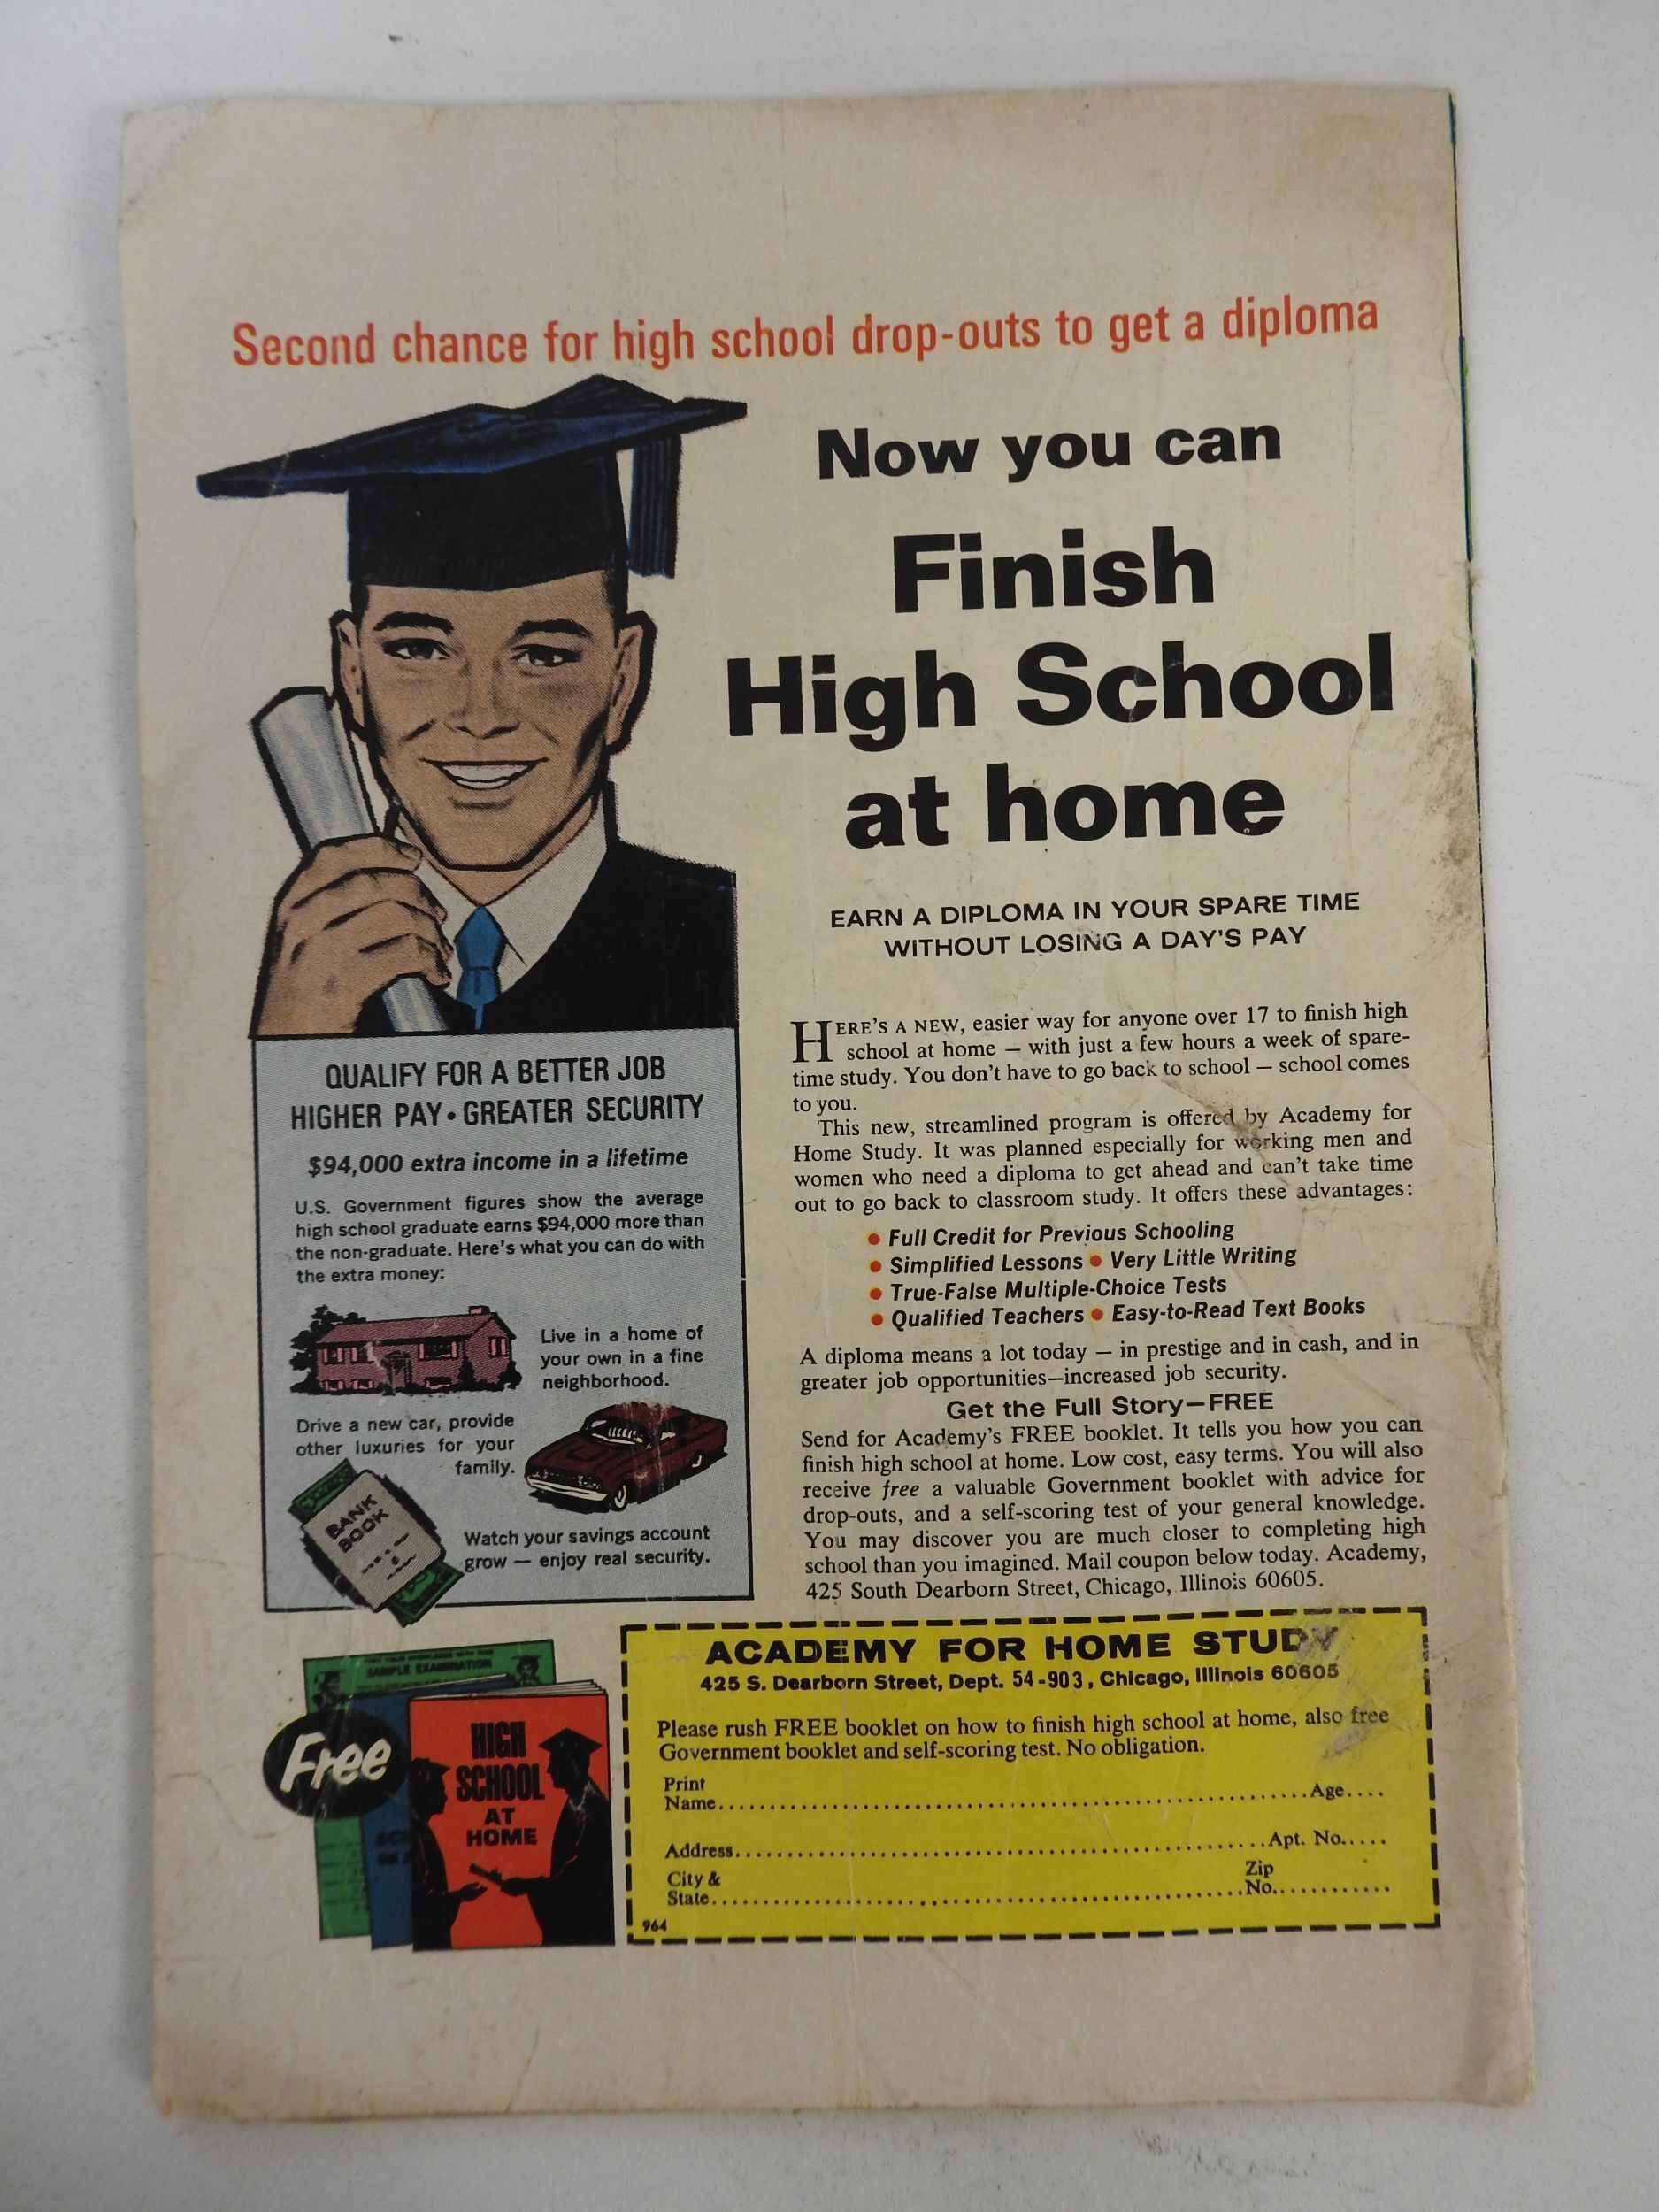 Second chance for high school drop-outs to get a diploma
Now you can
Finish
High School
at home
EARN A DIPLOMA IN YOUR SPARE TIME
WITHOUT LOSING A DAY'S PAY
HERE'S A NEW, easier way for anyone over 17 to finish high
school at home — with just a few hours a week of spare-
time study. You don't have to go back to school — school comes
to you.
This new, streamlined program is offered by Academy for
Home Study. It was planned especially for working men and
women who need a diploma to get ahead and can't take time
out to go back to classroom study. It offers these advantages:
• Full Credit for Previous Schooling
• Simplified Lessons • Very Little Writing
• True-False Multiple-Choice Tests
• Qualified Teachers • Easy-to-Read Text Books
A diploma means a lot today — in prestige and in cash, and in
greater job opportunities—increased job security.
Get the Full Story—FREE
Send for Academy's FREE booklet. It tells you how you can
finish high school at home. Low cost, easy terms. You will also
receive free a valuable Government booklet with advice for
drop-outs, and a self-scoring test of your general knowledge.
You may discover you are much closer to completing high
school than you imagined. Mail coupon below today. Academy,
425 South Dearborn Street, Chicago, Illinois 60605.
QUALIFY FOR A BETTER JOB
HIGHER PAY • GREATER SECURITY
$94,000 extra income in a lifetime
U.S. Government figures show the average
high school graduate earns $94,000 more than
the non-graduate. Here's what you can do with
the extra money:
Live in a home of
your own in a fine
neighborhood.
Drive a new car, provide
other luxuries for your
family.
BANK
BOOK
Watch your savings account
grow — enjoy real security.
SAMPLE EXAMINATION
Free
HIGH
SCHOOL
AT
HOME
ACADEMY FOR HOME STUDY
425 S. Dearborn Street, Dept. 54-903, Chicago, Illinois 60605
Please rush FREE booklet on how to finish high school at home, also free
Government booklet and self-scoring test. No obligation.
Print
Name.......... Age....
Address.......... Apt. No.....
City & Zip
State.......... No............
964